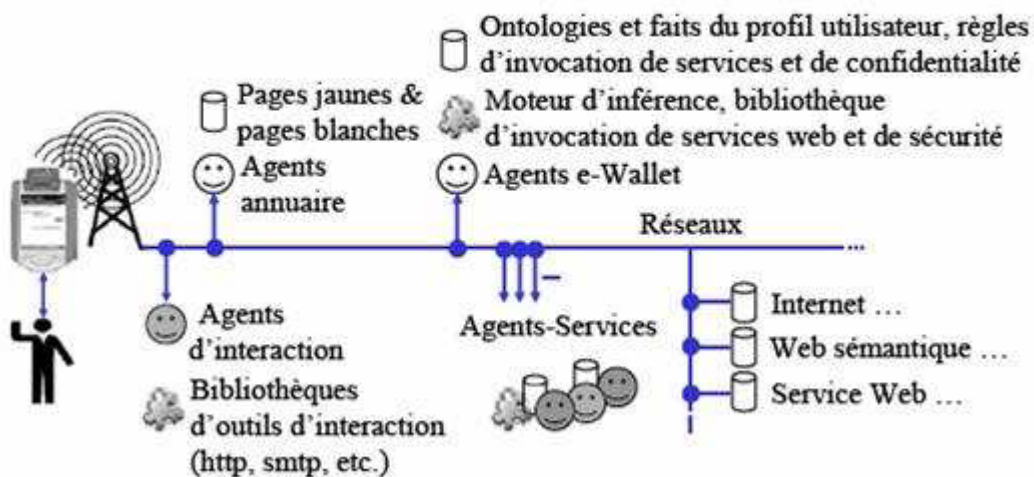 Ontologies et faits du profil utilisateur, règles
d'invocation de services et de confidentialité
Pages jaunes &
pages blanches
Moteur d'inférence, bibliothèque
d'invocation de services web et de sécurité
Agents
annuaire
Agents e-Wallet
Réseaux
...
Agents
d'interaction
Agents-Services
Internet ...
Web sémantique ...
Service Web ...
Bibliothèques
d'outils d'interaction
(http, smtp, etc.)